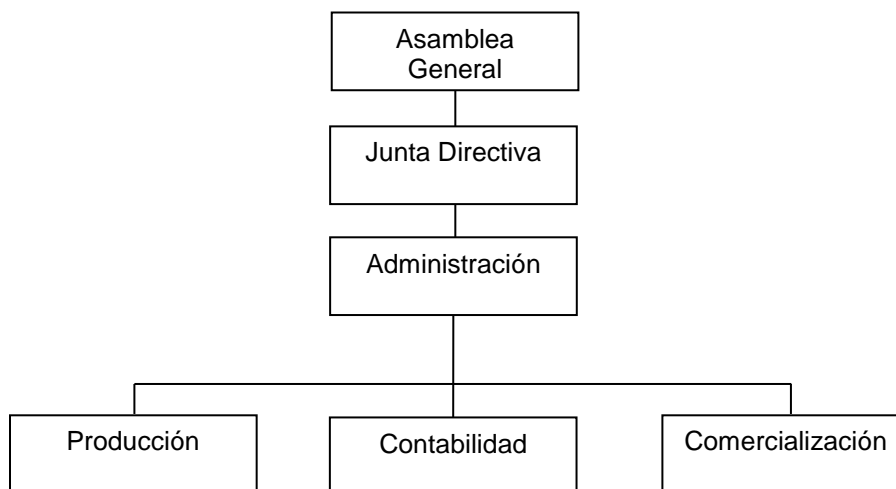 Asamblea
General
Junta Directiva
Administración
Producción
Contabilidad
Comercialización